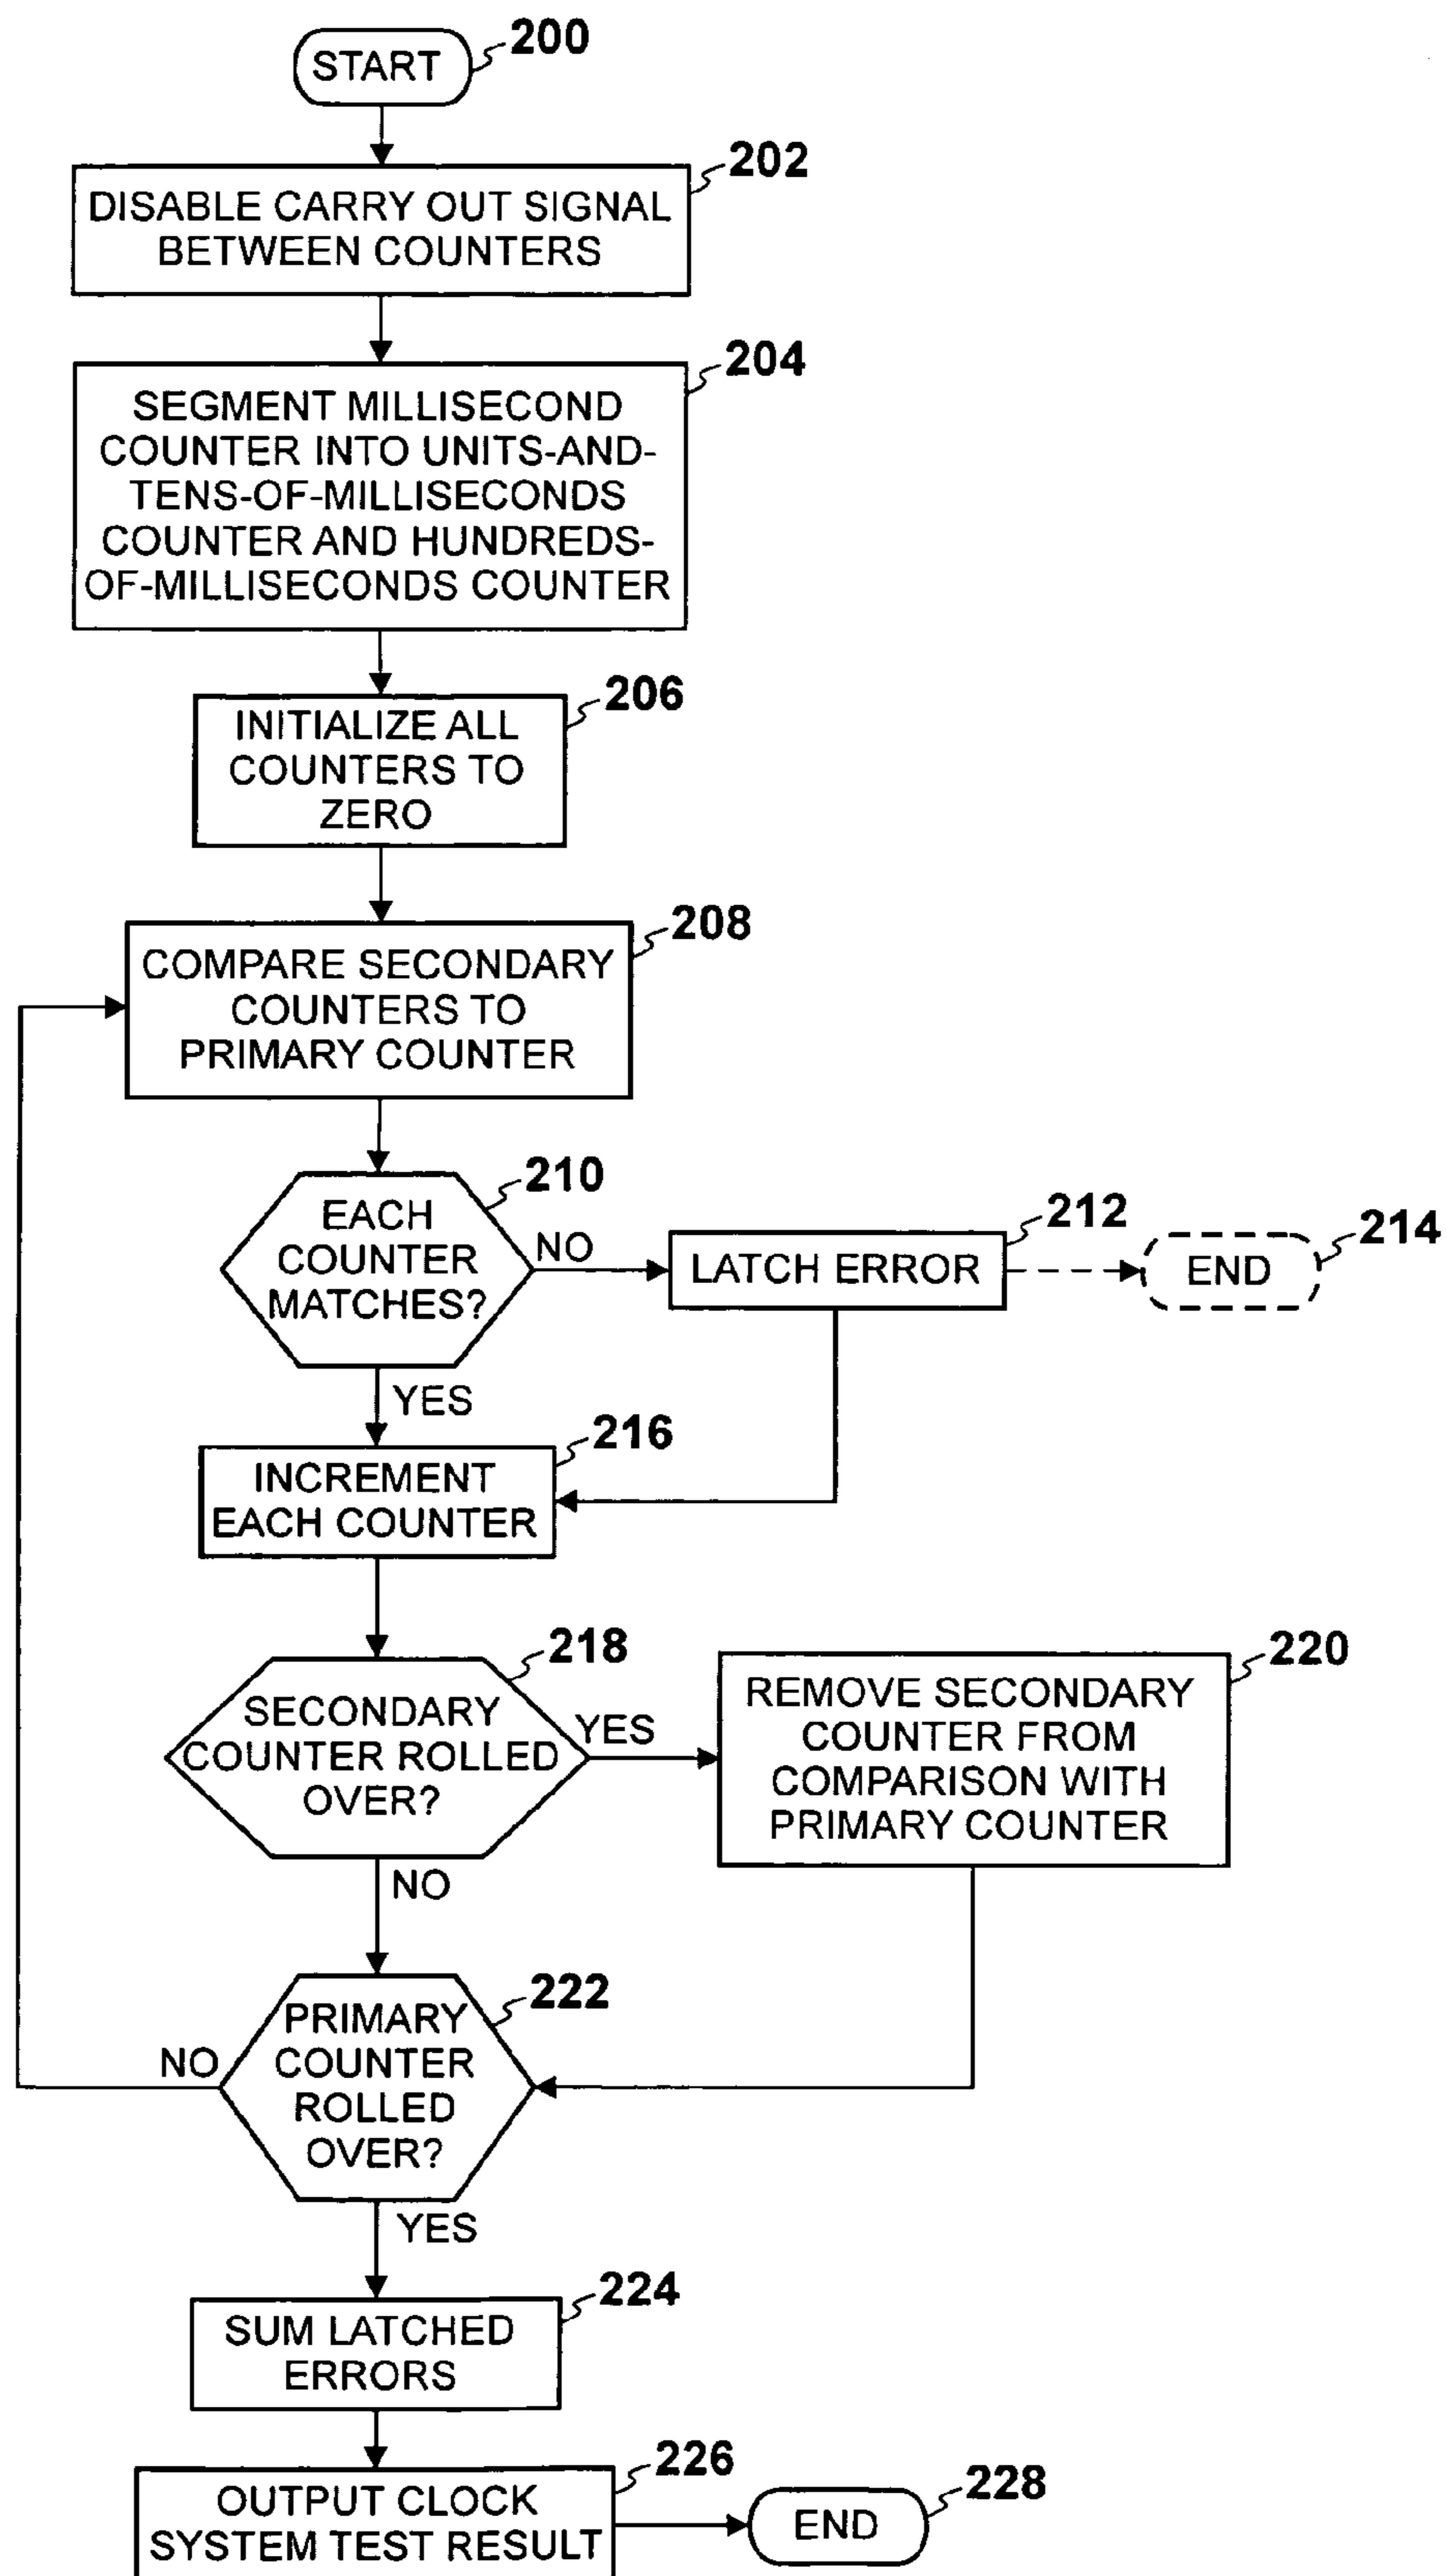 START
200
202
DISABLE CARRY OUT SIGNAL
BETWEEN COUNTERS
204
SEGMENT MILLISECOND
COUNTER INTO UNITS-AND-
TENS-OF-MILLISECONDS
COUNTER AND HUNDREDS-
OF-MILLISECONDS COUNTER
206
INITIALIZE ALL
COUNTERS TO
ZERO
208
COMPARE SECONDARY
COUNTERS TO
PRIMARY COUNTER
210
EACH
COUNTER
MATCHES?
NO
212
LATCH ERROR
214
END
YES
216
INCREMENT
EACH COUNTER
218
SECONDARY
COUNTER ROLLED
OVER?
YES
220
REMOVE SECONDARY
COUNTER FROM
COMPARISON WITH
PRIMARY COUNTER
NO
222
PRIMARY
COUNTER
ROLLED
OVER?
NO
YES
224
SUM LATCHED
ERRORS
226
OUTPUT CLOCK
SYSTEM TEST RESULT
228
END